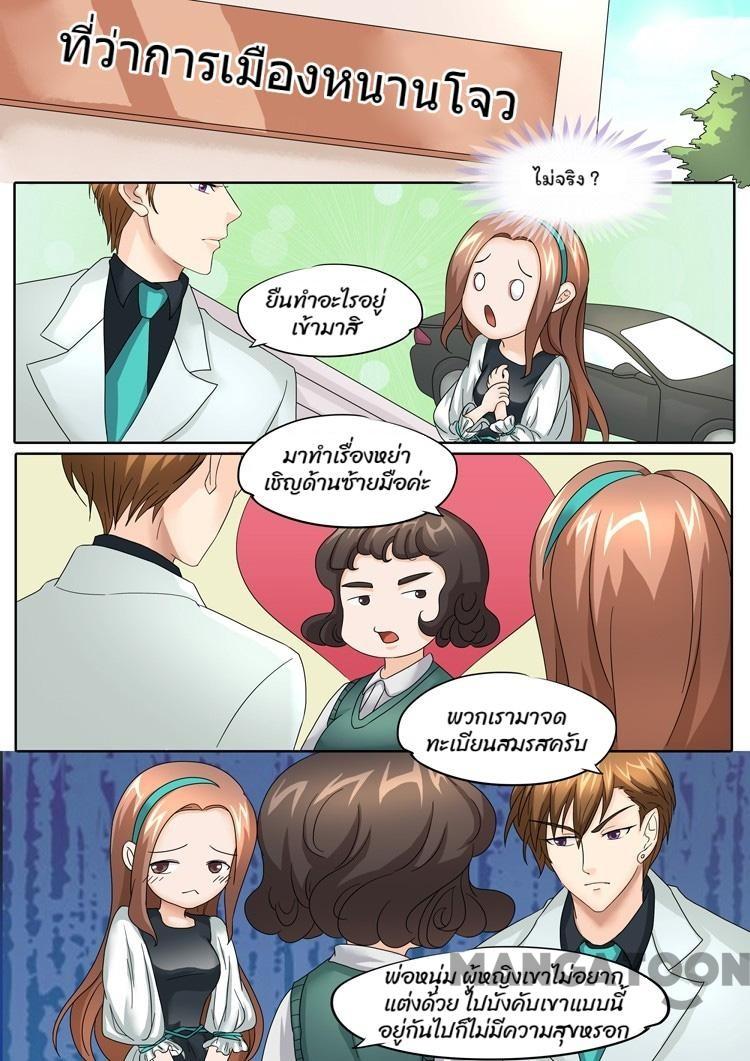 ที่ว่าการเมืองหนานโจว
ไม่จริง ?
ยืนทำอะไรอยู่
เข้ามาสิ
มาทำเรื่องหย่า
เชิญด้านซ้ายมือค่ะ
พวกเรามาจด
ทะเบียนสมรสครับ
พ่อหนุ่ม ผู้หญิงเขาไม่อยาก
แต่งด้วย ไปบังคับเขาแบบนี้
อยู่กันไปก็ไม่มีความสุขหรอก
MANGATOON